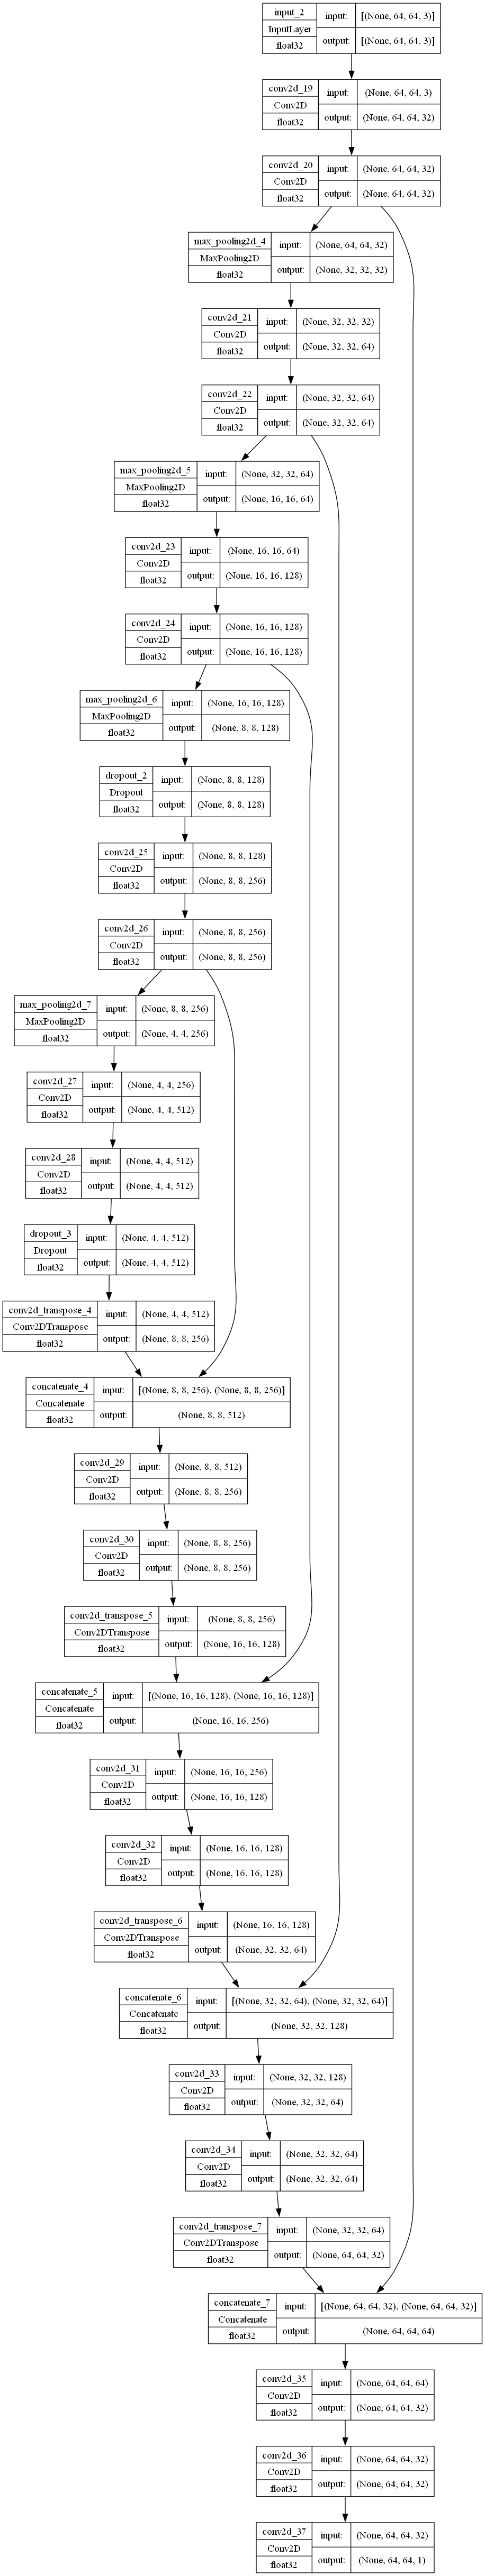 input_2 input: [(None, 64, 64, 3)]
InputLayer
float32 output: [(None, 64, 64, 3)]
conv2d_19 input: (None, 64, 64, 3)
Conv2D
float32 output: (None, 64, 64, 32)
conv2d_20 input: (None, 64, 64, 32)
Conv2D
float32 output: (None, 64, 64, 32)
max_pooling2d_4 input: (None, 64, 64, 32)
MaxPooling2D
float32 output: (None, 32, 32, 32)
conv2d_21 input: (None, 32, 32, 32)
Conv2D
float32 output: (None, 32, 32, 64)
conv2d_22 input: (None, 32, 32, 64)
Conv2D
float32 output: (None, 32, 32, 64)
max_pooling2d_5 input: (None, 32, 32, 64)
MaxPooling2D
float32 output: (None, 16, 16, 64)
conv2d_23 input: (None, 16, 16, 64)
Conv2D
float32 output: (None, 16, 16, 128)
conv2d_24 input: (None, 16, 16, 128)
Conv2D
float32 output: (None, 16, 16, 128)
max_pooling2d_6 input: (None, 16, 16, 128)
MaxPooling2D
float32 output: (None, 8, 8, 128)
dropout_2 input: (None, 8, 8, 128)
Dropout
float32 output: (None, 8, 8, 128)
conv2d_25 input: (None, 8, 8, 128)
Conv2D
float32 output: (None, 8, 8, 256)
conv2d_26 input: (None, 8, 8, 256)
Conv2D
float32 output: (None, 8, 8, 256)
max_pooling2d_7 input: (None, 8, 8, 256)
MaxPooling2D
float32 output: (None, 4, 4, 256)
conv2d_27 input: (None, 4, 4, 256)
Conv2D
float32 output: (None, 4, 4, 512)
conv2d_28 input: (None, 4, 4, 512)
Conv2D
float32 output: (None, 4, 4, 512)
dropout_3 input: (None, 4, 4, 512)
Dropout
float32 output: (None, 4, 4, 512)
conv2d_transpose_4 input: (None, 4, 4, 512)
Conv2DTranspose
float32 output: (None, 8, 8, 256)
concatenate_4 input: [(None, 8, 8, 256), (None, 8, 8, 256)]
Concatenate
float32 output: (None, 8, 8, 512)
conv2d_29 input: (None, 8, 8, 512)
Conv2D
float32 output: (None, 8, 8, 256)
conv2d_30 input: (None, 8, 8, 256)
Conv2D
float32 output: (None, 8, 8, 256)
conv2d_transpose_5 input: (None, 8, 8, 256)
Conv2DTranspose
float32 output: (None, 16, 16, 128)
concatenate_5 input: [(None, 16, 16, 128), (None, 16, 16, 128)]
Concatenate
float32 output: (None, 16, 16, 256)
conv2d_31 input: (None, 16, 16, 256)
Conv2D
float32 output: (None, 16, 16, 128)
conv2d_32 input: (None, 16, 16, 128)
Conv2D
float32 output: (None, 16, 16, 128)
conv2d_transpose_6 input: (None, 16, 16, 128)
Conv2DTranspose
float32 output: (None, 32, 32, 64)
concatenate_6 input: [(None, 32, 32, 64), (None, 32, 32, 64)]
Concatenate
float32 output: (None, 32, 32, 128)
conv2d_33 input: (None, 32, 32, 128)
Conv2D
float32 output: (None, 32, 32, 64)
conv2d_34 input: (None, 32, 32, 64)
Conv2D
float32 output: (None, 32, 32, 64)
conv2d_transpose_7 input: (None, 32, 32, 64)
Conv2DTranspose
float32 output: (None, 64, 64, 32)
concatenate_7 input: [(None, 64, 64, 32), (None, 64, 64, 32)]
Concatenate
float32 output: (None, 64, 64, 64)
conv2d_35 input: (None, 64, 64, 64)
Conv2D
float32 output: (None, 64, 64, 32)
conv2d_36 input: (None, 64, 64, 32)
Conv2D
float32 output: (None, 64, 64, 32)
conv2d_37 input: (None, 64, 64, 32)
Conv2D
float32 output: (None, 64, 64, 1)